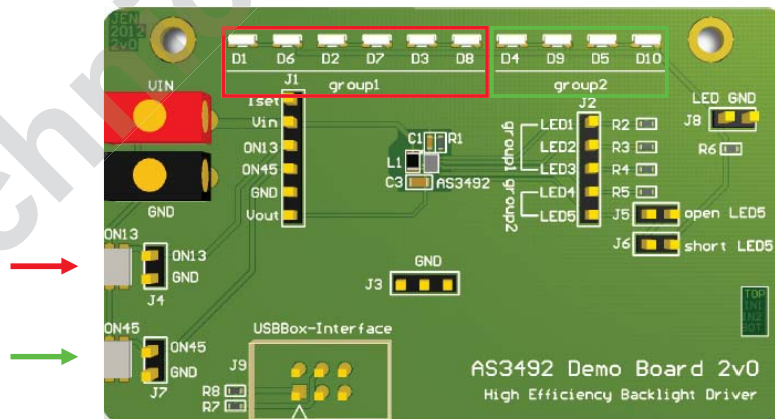 JEN
2012
2v0
D1 D6 D2 D7 D3 D8 D4 D9 D5 D10
group1 group2
VIN
GND
J1
Iset
Vin
ON13
ON45
GND
Vout
C1 R1
L1
C3 AS3492
J2
LED1 R2
LED2 R3
LED3 R4
LED4 R5
LED5
group1
group2
LED GND
J8
R6
J5 open LED5
J6 short LED5
ON13
ON13
GND
J4
ON45
ON45
GND
J7
GND
J3
USBBox-Interface
J9
R8
R7
TOP
IN1
IN2
BOT
AS3492 Demo Board 2v0
High Efficiency Backlight Driver